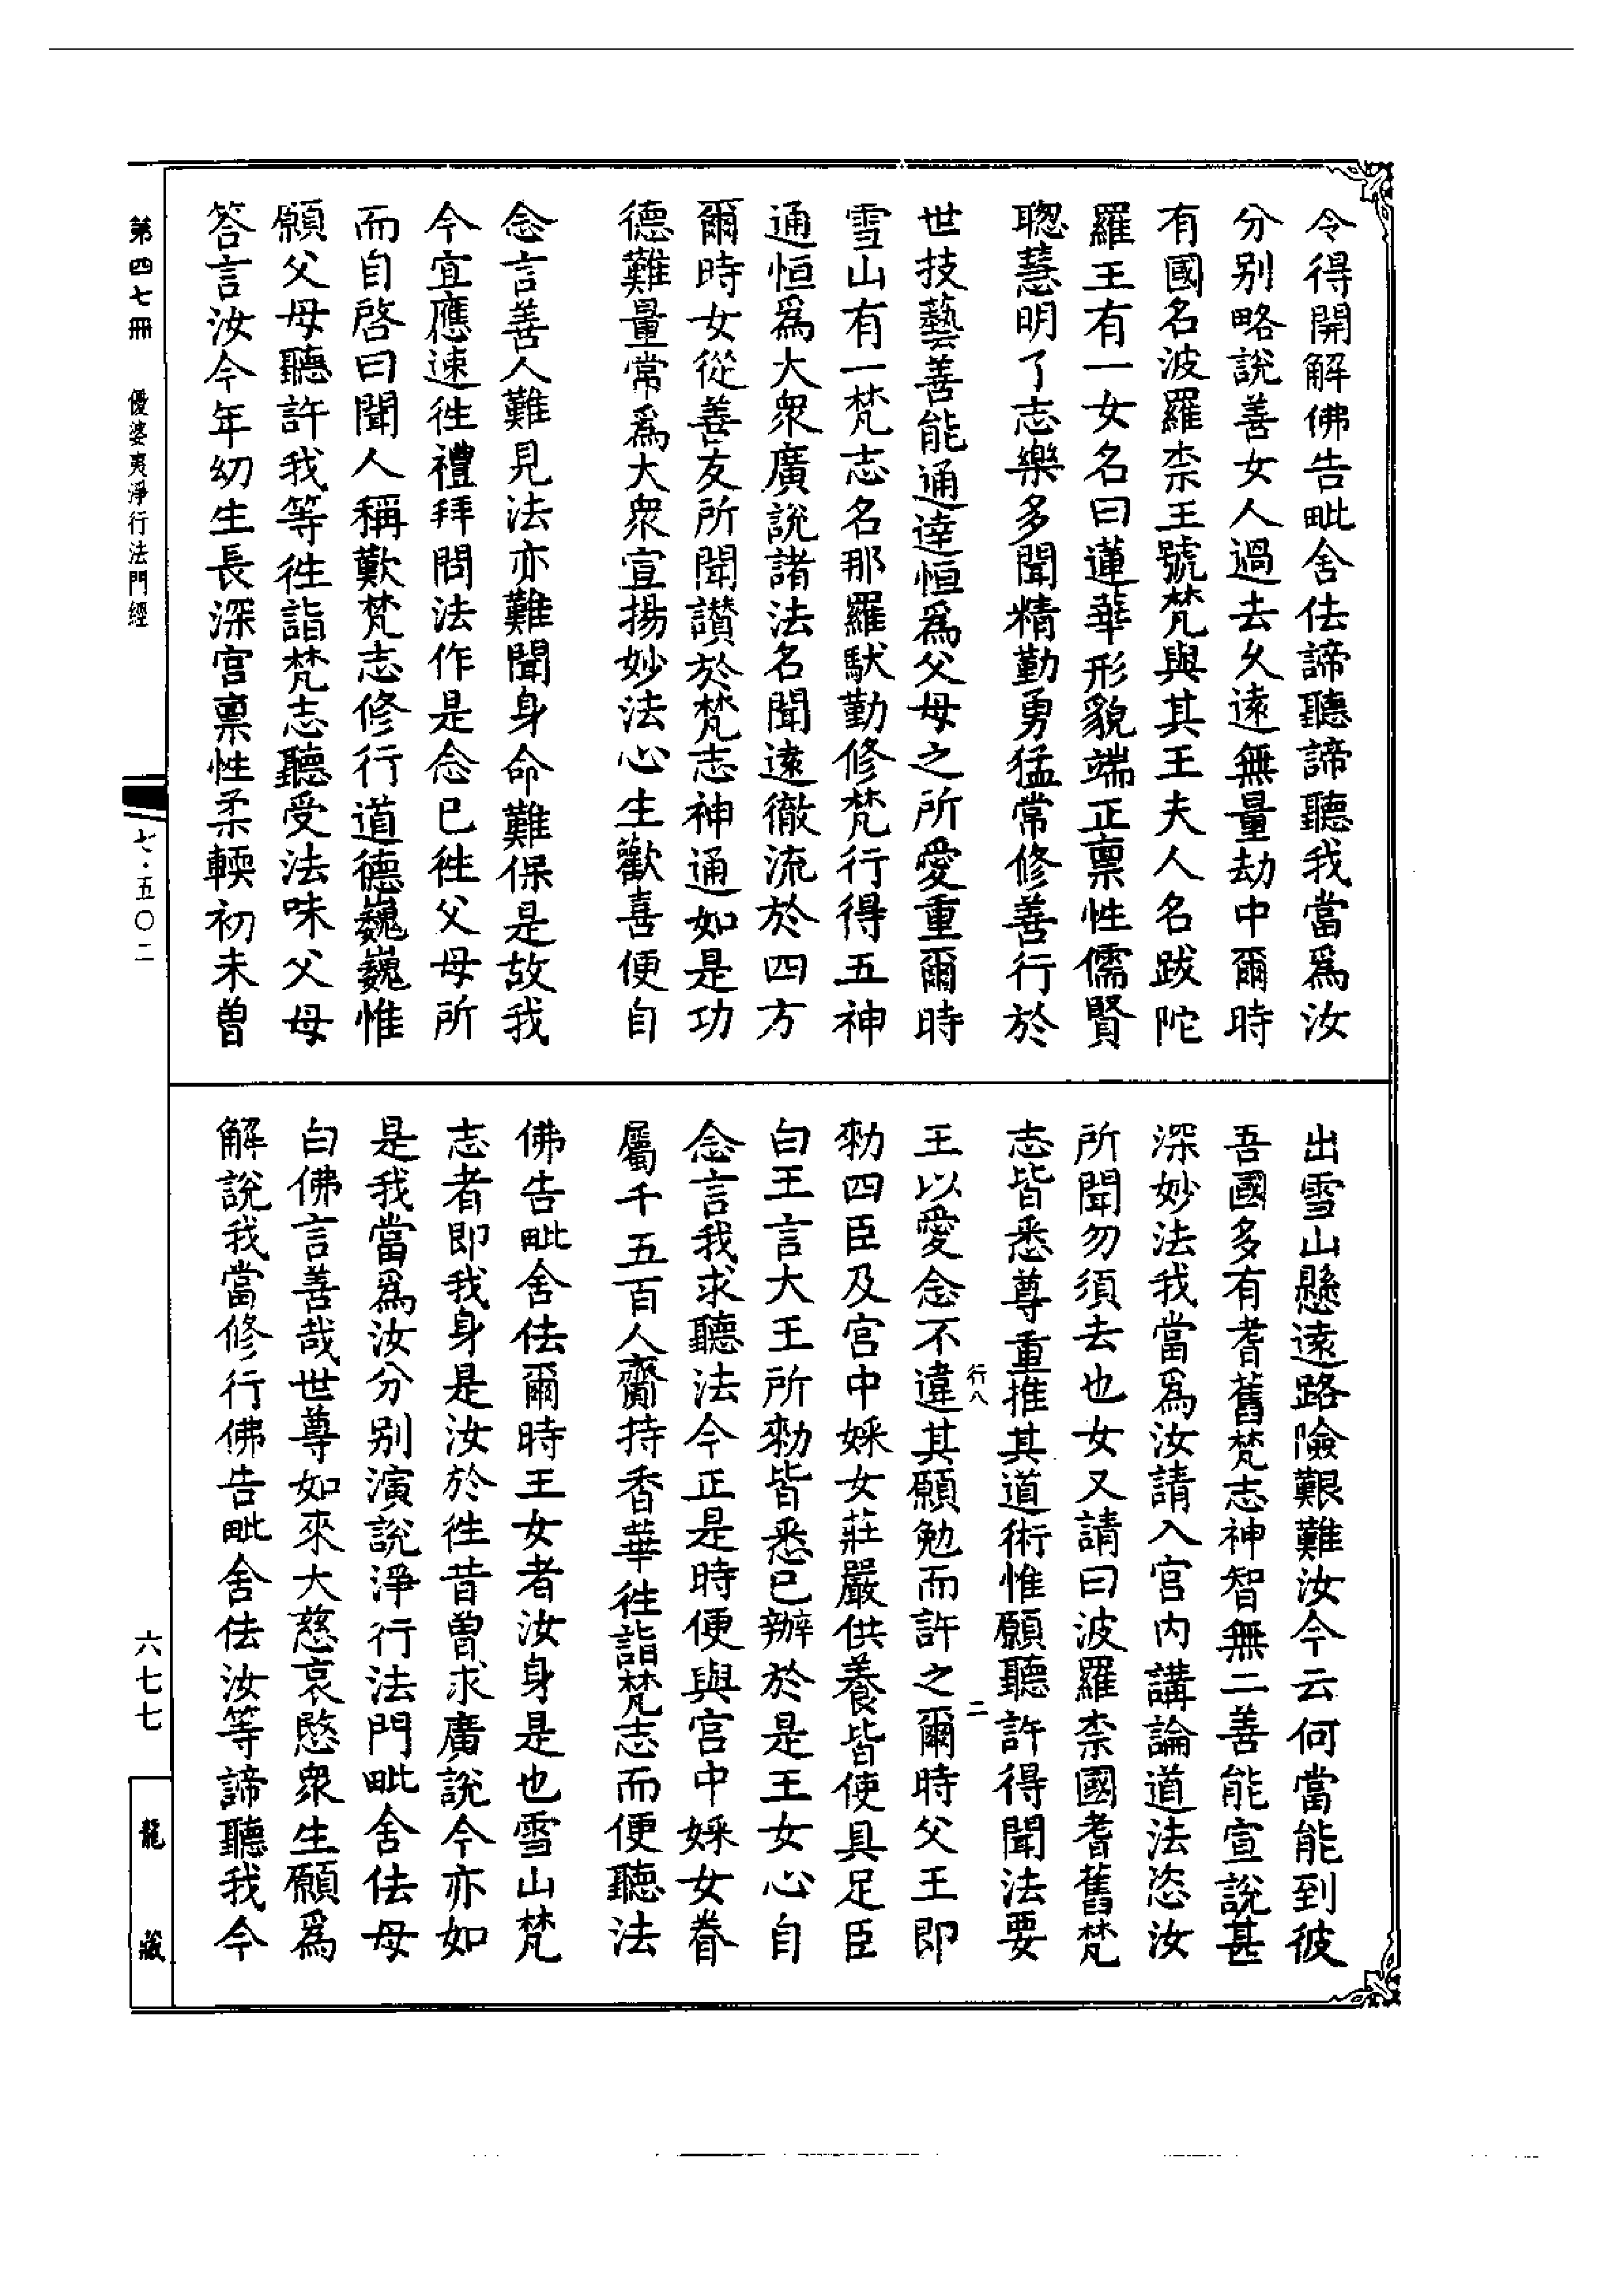 令得開解佛告毗舍佉諦聽諦聽我當爲汝
分别略說善女人過去久遠無量劫中爾時
有國名波羅柰王號梵與其王夫人名跋陀
羅王有一女名曰蓮華形貌端正禀性儒賢
聰慧明了志樂多聞精勤勇猛常修善行於
世技藝善能通達恒爲父母之所愛重爾時
雪山有一梵志名那羅馱勤修梵行得五神
通恒爲大衆廣說諸法名聞遠徹流於四方
爾時女從善友所聞讃於梵志神通如是功
德難量常爲大衆宣揚妙法心生歡喜便自
念言善人難見法亦難聞身命難保是故我
今宜應速徃禮拜問法作是念已徃父母所
而自啓曰聞人稱歎梵志修行道德巍巍惟
願父母聽許我等徃詣梵志聽受法味父母
答言汝今年幼生長深宫禀性柔輭初未曾
出雪山懸遠路險艱難汝今云何當能到彼
吾國多有耆舊梵志神智無二善能宣說甚
深妙法我當爲汝請入宫内講論道法恣汝
所聞勿須去也女又請曰波羅柰國耆舊梵
志皆悉尊重推其道術惟願聽許得聞法要
行八 二
王以愛念不違其願勉而許之爾時父王即
勑四臣及宫中婇女莊嚴供養皆使具足臣
白王言大王所勑皆悉已辦於是王女心自
念言我求聽法今正是時便與宫中婇女眷
屬千五百人齎持香華徃詣梵志而便聽法
佛告毗舍佉爾時王女者汝身是也雪山梵
志者即我身是汝於徃昔曾求廣說今亦如
是我當爲汝分别演說淨行法門毗舍佉母
白佛言善哉世尊如來大慈哀愍衆生願爲
解說我當修行佛告毗舍佉汝等諦聽我今
第四七冊 優婆夷淨行法門經
七·五〇二
六七七
龍藏